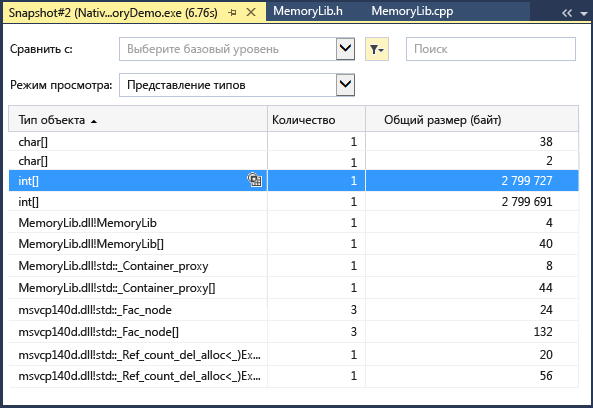 Snapshot#2 (Nativ...oryDemo.exe (6.76s) MemoryLib.h MemoryLib.cpp
Сравнить с: Выберите базовый уровень Поиск
Режим просмотра: Представление типов
Тип объекта Количество Общий размер (байт)
char[] 1 38
char[] 1 2
int[] 1 2 799 727
int[] 1 2 799 691
MemoryLib.dll!MemoryLib 1 4
MemoryLib.dll!MemoryLib[] 1 40
MemoryLib.dll!std::_Container_proxy 1 8
MemoryLib.dll!std::_Container_proxy[] 1 44
msvcp140d.dll!std::_Fac_node 3 24
msvcp140d.dll!std::_Fac_node[] 3 132
msvcp140d.dll!std::_Ref_count_del_alloc<_)Ex... 1 20
msvcp140d.dll!std::_Ref_count_del_alloc<_)Ex... 1 56